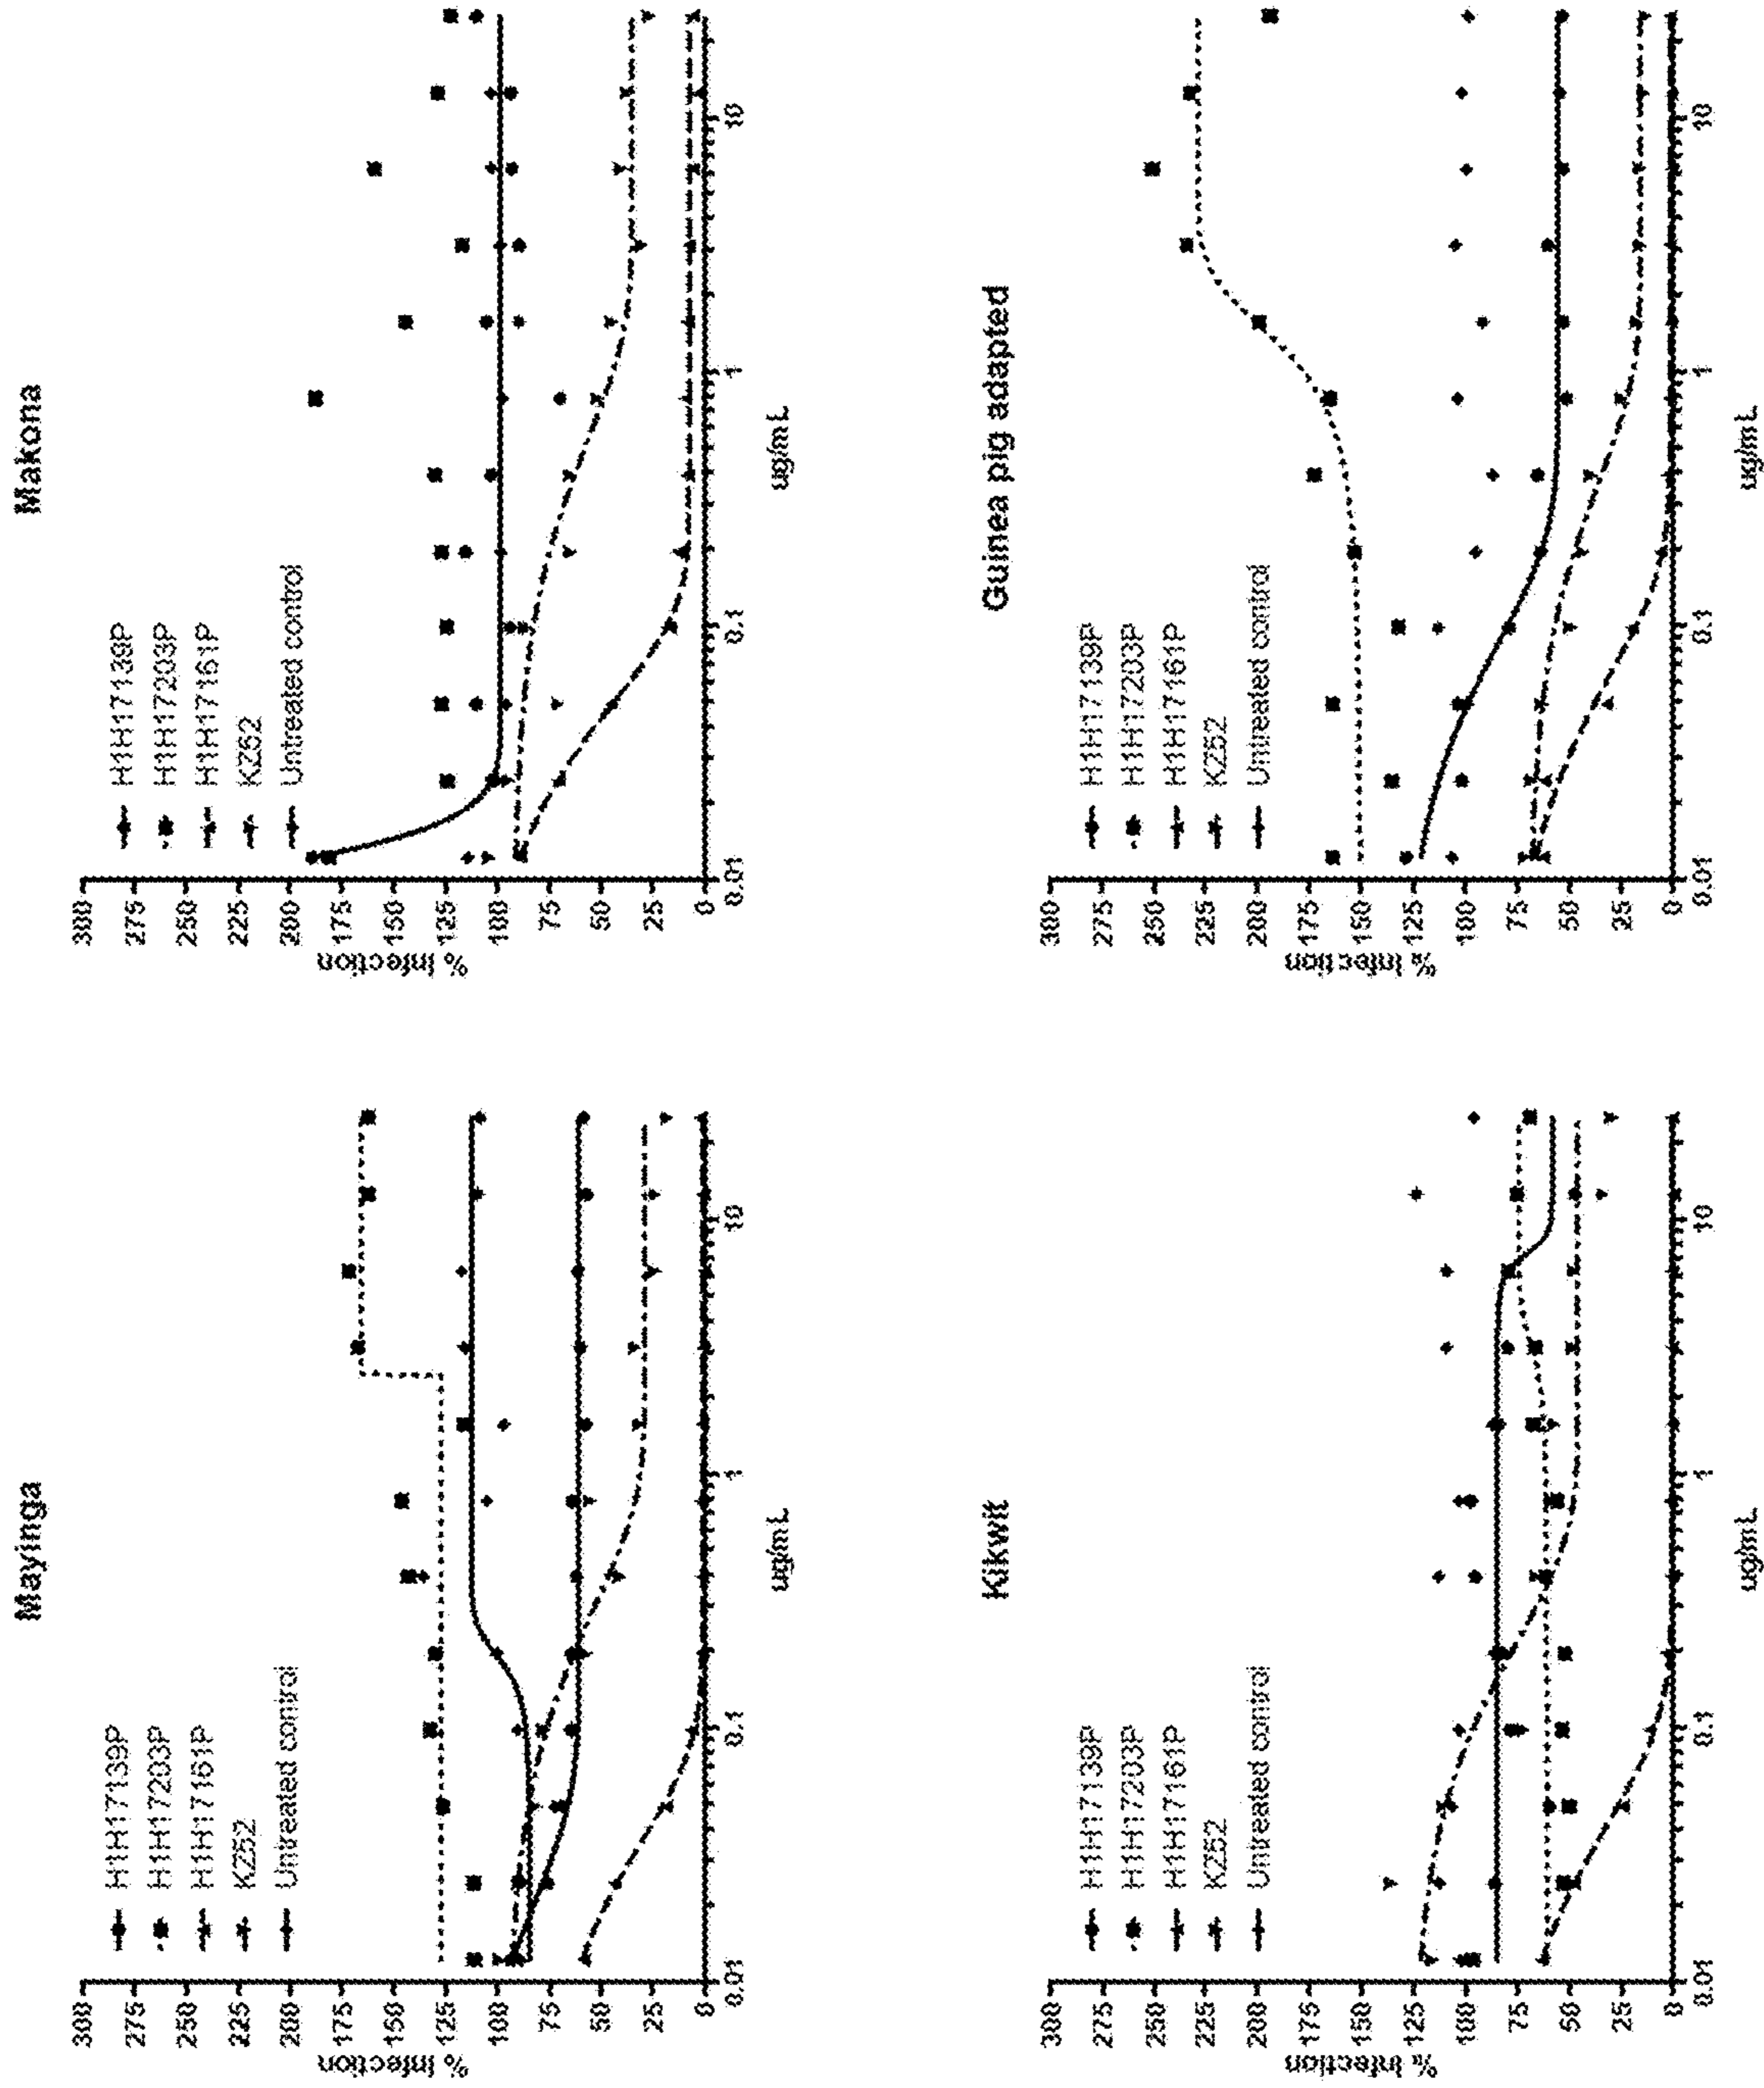 Mayinga
% Infection
300
275
250
225
200
175
150
125
100
75
50
25
0
0.01
0.1
1
10
ug/mL
H1H17139P
H1H17203P
H1H17161P
KZ52
Untreated control
Makona
% Infection
300
275
250
225
200
175
150
125
100
75
50
25
0
0.01
0.1
1
10
ug/mL
H1H17139P
H1H17203P
H1H17161P
KZ52
Untreated control
Kikwit
% Infection
300
275
250
225
200
175
150
125
100
75
50
25
0
0.01
0.1
1
10
ug/mL
H1H17139P
H1H17203P
H1H17161P
KZ52
Untreated control
Guinea pig adapted
% Infection
300
275
250
225
200
175
150
125
100
75
50
25
0
0.01
0.1
1
10
ug/mL
H1H17139P
H1H17203P
H1H17161P
KZ52
Untreated control